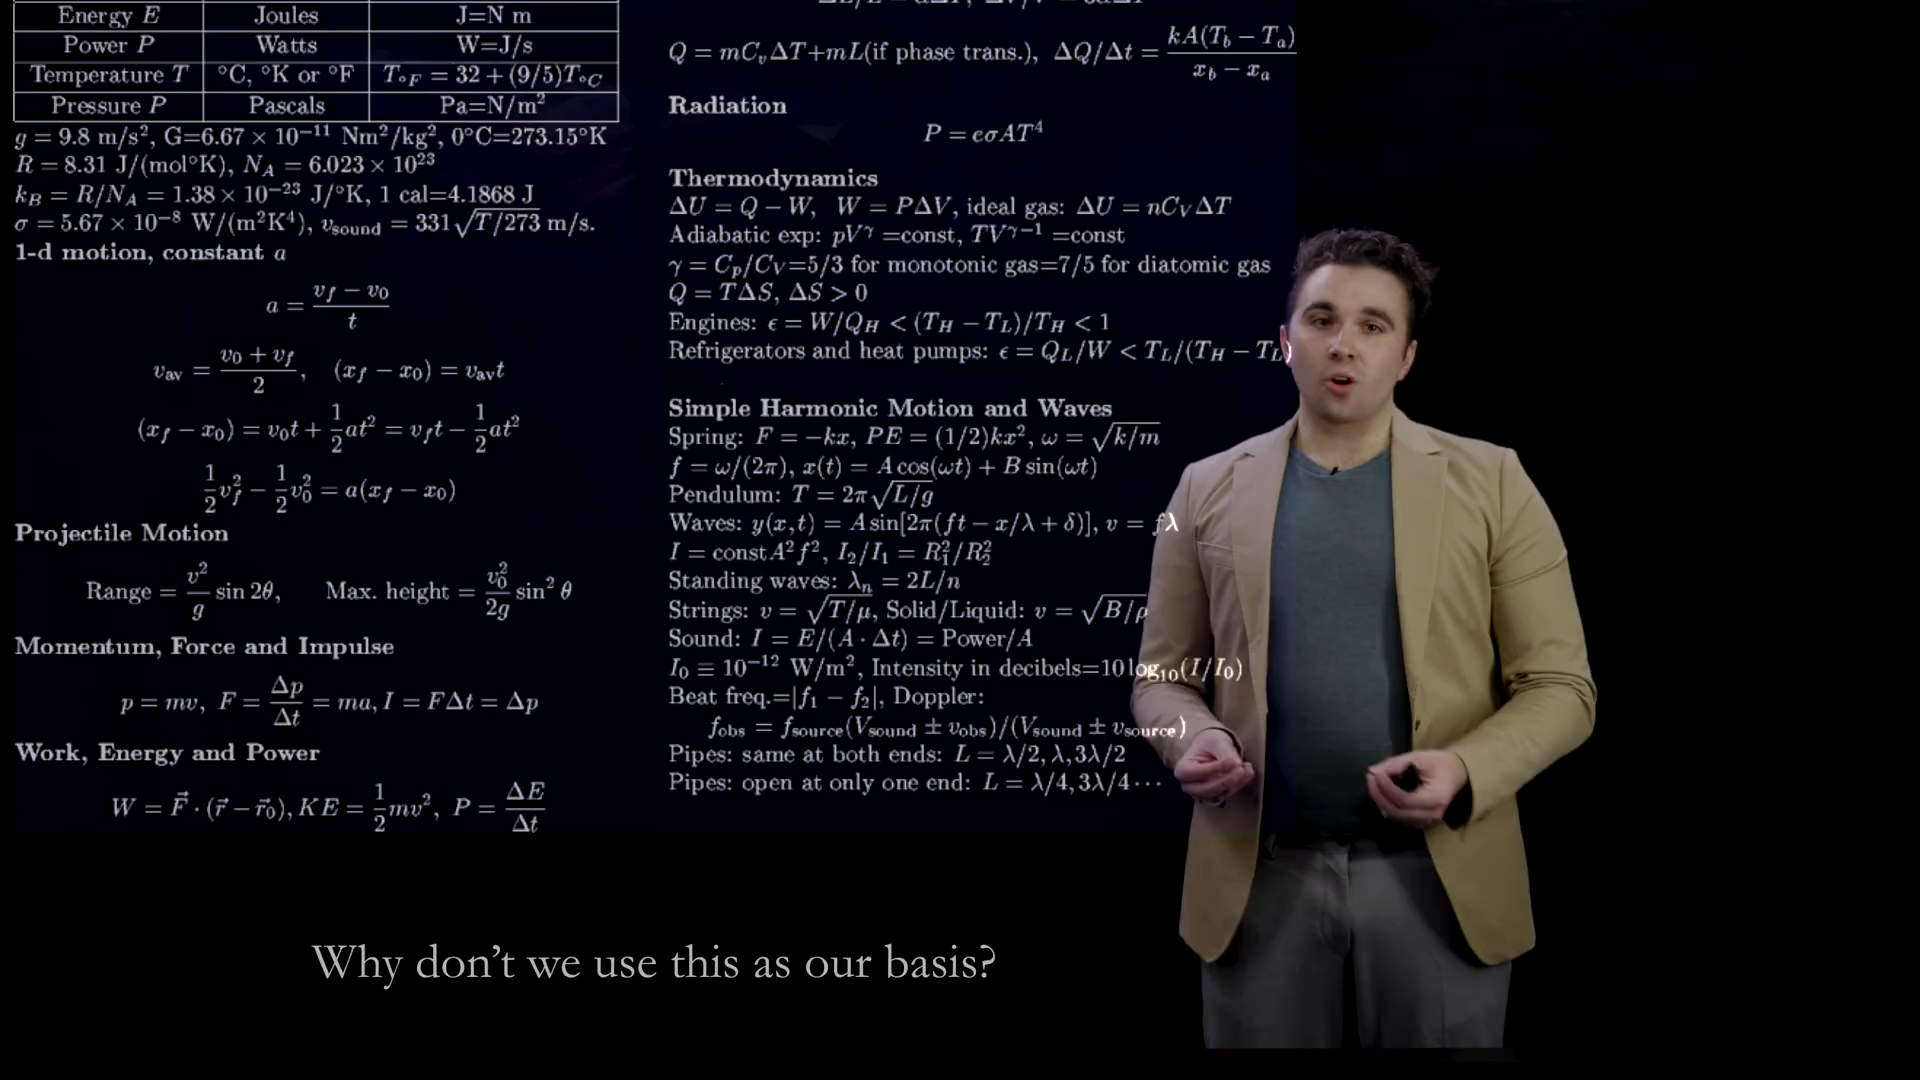 Energy E Joules J=N m
Power P Watts W=J/s
Temperature T °C, °K or °F T°F = 32 + (9/5)T°C
Pressure P Pascals Pa=N/m²
g = 9.8 m/s², G=6.67 × 10⁻¹¹ Nm²/kg², 0°C=273.15°K
R = 8.31 J/(mol°K), N_A = 6.023 × 10²³
k_B = R/N_A = 1.38 × 10⁻²³ J/°K, 1 cal=4.1868 J
σ = 5.67 × 10⁻⁸ W/(m²K⁴), v_sound = 331√(T/273) m/s.
1-d motion, constant a
a = (v_f − v_0)/t
v_av = (v_0 + v_f)/2, (x_f − x_0) = v_av t
(x_f − x_0) = v_0t + 1/2 at² = v_f t − 1/2 at²
1/2 v_f² − 1/2 v_0² = a(x_f − x_0)
Projectile Motion
Range = v²/g sin 2θ, Max. height = v_0²/2g sin² θ
Momentum, Force and Impulse
p = mv, F = Δp/Δt = ma, I = FΔt = Δp
Work, Energy and Power
W = F⃗ · (r⃗ − r⃗_0), KE = 1/2 mv², P = ΔE/Δt
Q = mC_vΔT+mL(if phase trans.), ΔQ/Δt = kA(T_b − T_a)/(x_b − x_a)
Radiation
P = eσAT⁴
Thermodynamics
ΔU = Q − W, W = PΔV, ideal gas: ΔU = nC_VΔT
Adiabatic exp: pV^γ =const, TV^(γ−1) =const
γ = C_p/C_V=5/3 for monotonic gas=7/5 for diatomic gas
Q = TΔS, ΔS > 0
Engines: ϵ = W/Q_H < (T_H − T_L)/T_H < 1
Refrigerators and heat pumps: ϵ = Q_L/W < T_L/(T_H − T_L)
Simple Harmonic Motion and Waves
Spring: F = −kx, PE = (1/2)kx², ω = √(k/m)
f = ω/(2π), x(t) = A cos(ωt) + B sin(ωt)
Pendulum: T = 2π√(L/g)
Waves: y(x,t) = A sin[2π(ft − x/λ + δ)], v = fλ
I = const A²f², I_2/I_1 = R_1²/R_2²
Standing waves: λ_n = 2L/n
Strings: v = √(T/μ), Solid/Liquid: v = √(B/ρ)
Sound: I = E/(A · Δt) = Power/A
I_0 ≡ 10⁻¹² W/m², Intensity in decibels=10 log₁₀(I/I_0)
Beat freq.=|f_1 − f_2|, Doppler:
f_obs = f_source(V_sound ± v_obs)/(V_sound ± v_source)
Pipes: same at both ends: L = λ/2, λ, 3λ/2
Pipes: open at only one end: L = λ/4, 3λ/4 ···
Why don't we use this as our basis?